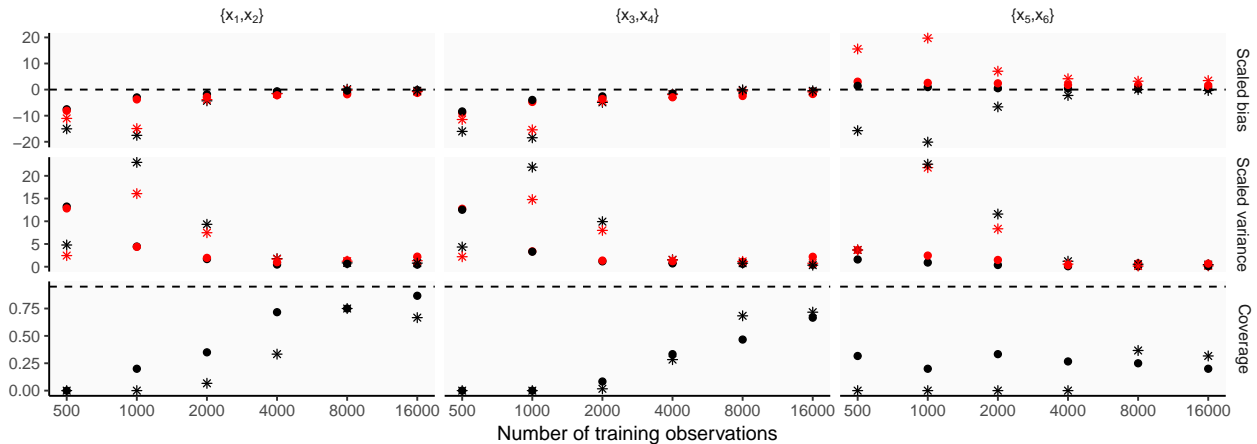 {x₁,x₂} {x₃,x₄} {x₅,x₆}
20
10
0
−10
−20
Scaled bias
20
15
10
5
0
Scaled variance
0.75
0.50
0.25
0.00
Coverage
500 1000 2000 4000 8000 16000 500 1000 2000 4000 8000 16000 500 1000 2000 4000 8000 16000
Number of training observations